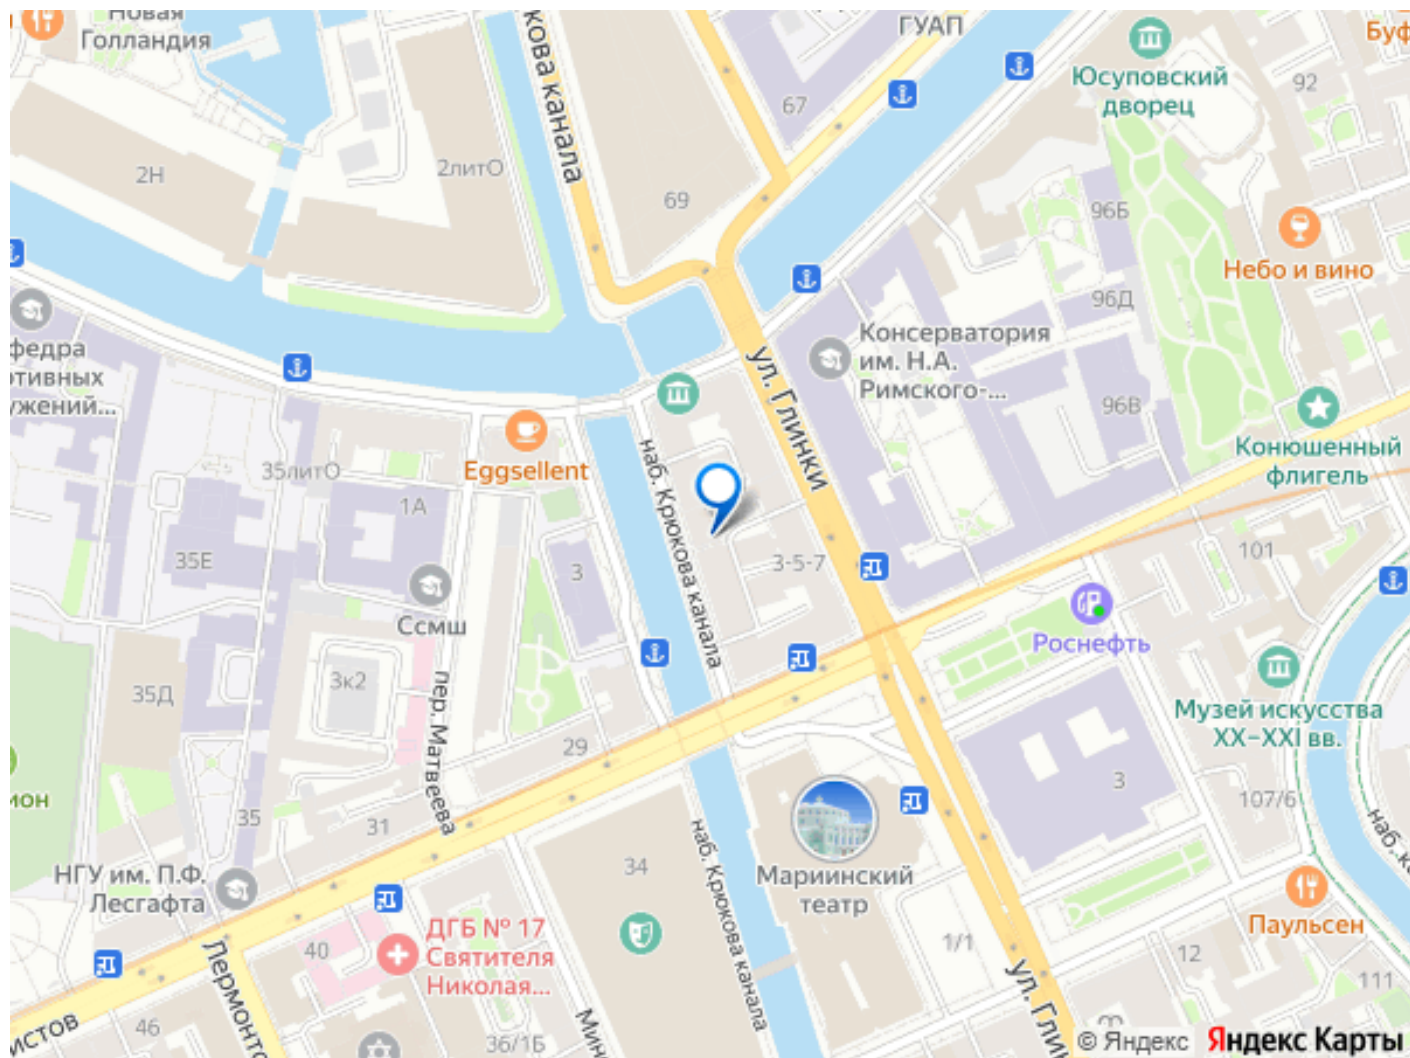 Новая
Голландия
ГУАП
Юсуповский
дворец
92
67
2Н
2литО
кова канала
69
96Б
Небо и вино
96Д
Консерватория
им. Н.А.
Римского-...
ул. Глинки
96В
Конюшенный
флигель
Eggsellent
35литО
1А
наб. Крюкова канала
35Е
3
3-5-7
101
Ссмш
Роснефть
3к2
35Д
пер. Матвеева
Музей искусства
XX–XXI вв.
29
3
107/6
31
35
34
наб. Крюкова канала
Мариинский
театр
НГУ им. П.Ф.
Лесгафта
Паульсен
ДГБ № 17
Святителя
Николая...
40
1/1
12
111
ул. Глин
46
36/1Б
© Яндекс
Яндекс Карты